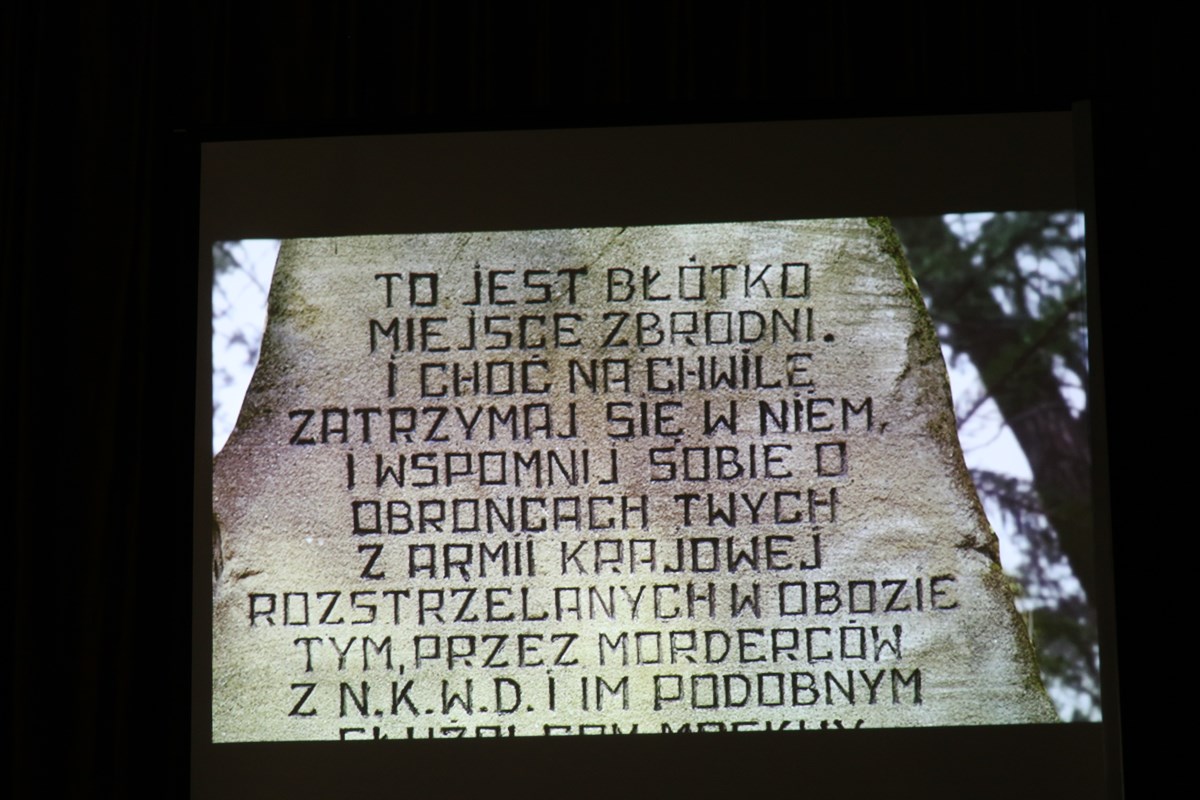 TO JEST BŁÓTKO
MIEJSCE ZBRODNI.
I CHOĆ NA CHWILĘ
ZATRZYMAJ SIĘ W NIEM,
I WSPOMNIJ SOBIE O
OBROŃCACH TWYCH
Z ARMII KRAJOWEJ
ROZSTRZELANYCH W OBOZIE
TYM, PRZEZ MORDERCÓW
Z N.K.W.D. I IM PODOBNYM